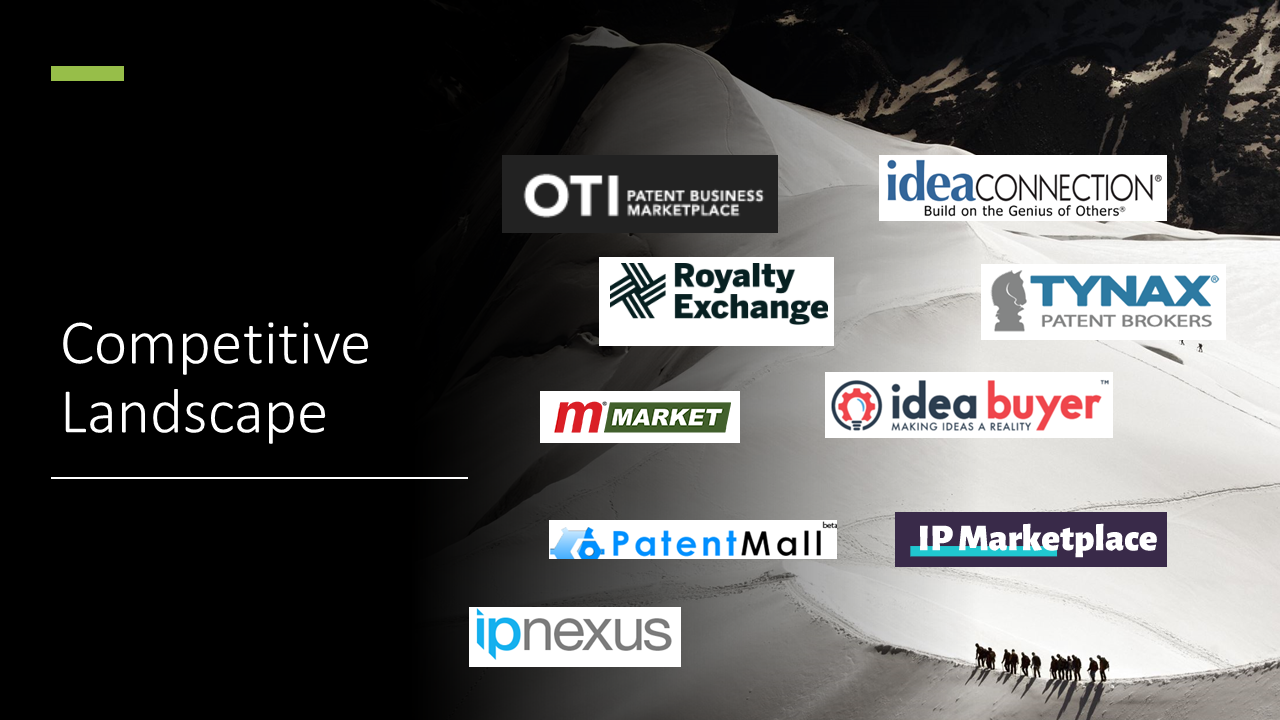 Competitive
Landscape
OTI PATENT BUSINESS
MARKETPLACE
ideaCONNECTION®
Build on the Genius of Others®
Royalty
Exchange
TYNAX®
PATENT BROKERS
m® MARKET
idea buyer™
MAKING IDEAS A REALITY
PatentMall beta
IP Marketplace
ipnexus